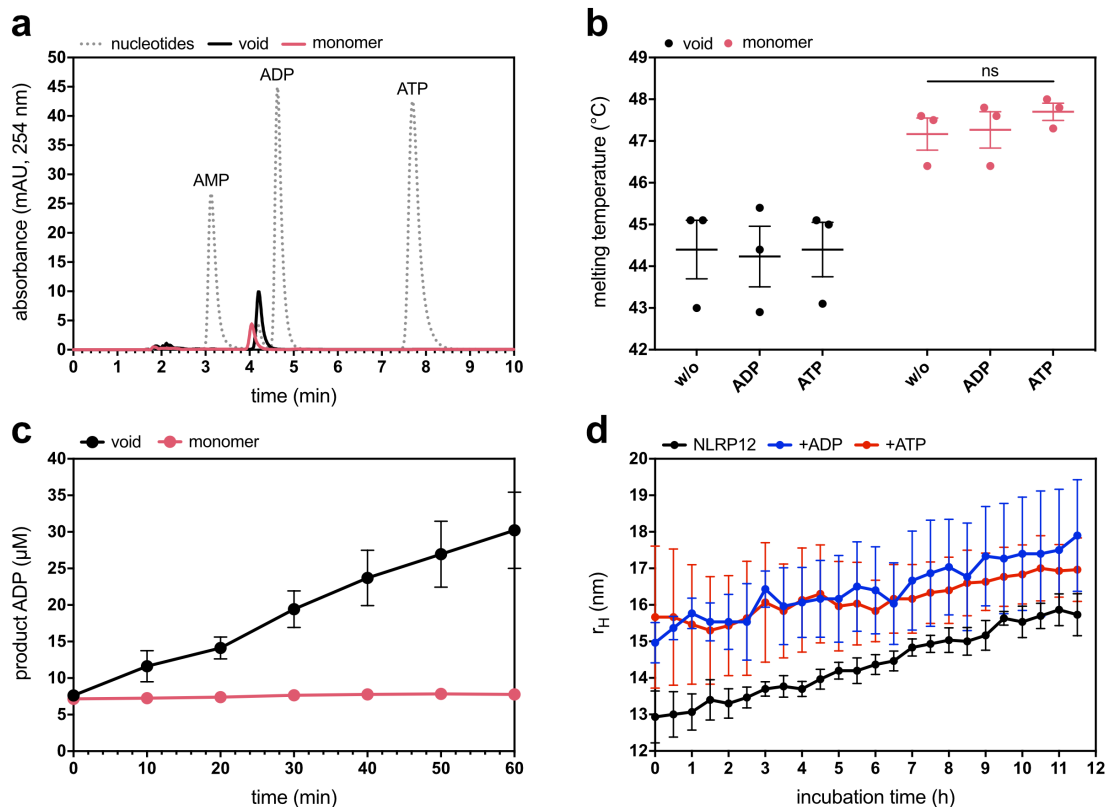 a
nucleotides void monomer
absorbance (mAU, 254 nm)
50
45
40
35
30
25
20
15
10
5
0
AMP
ADP
ATP
0 1 2 3 4 5 6 7 8 9 10
time (min)
b
void monomer
melting temperature (°C)
49
48
47
46
45
44
43
42
ns
w/o ADP ATP w/o ADP ATP
c
void monomer
product ADP (µM)
40
35
30
25
20
15
10
5
0
0 10 20 30 40 50 60
time (min)
d
NLRP12 +ADP +ATP
rH (nm)
20
19
18
17
16
15
14
13
12
0 1 2 3 4 5 6 7 8 9 10 11 12
incubation time (h)